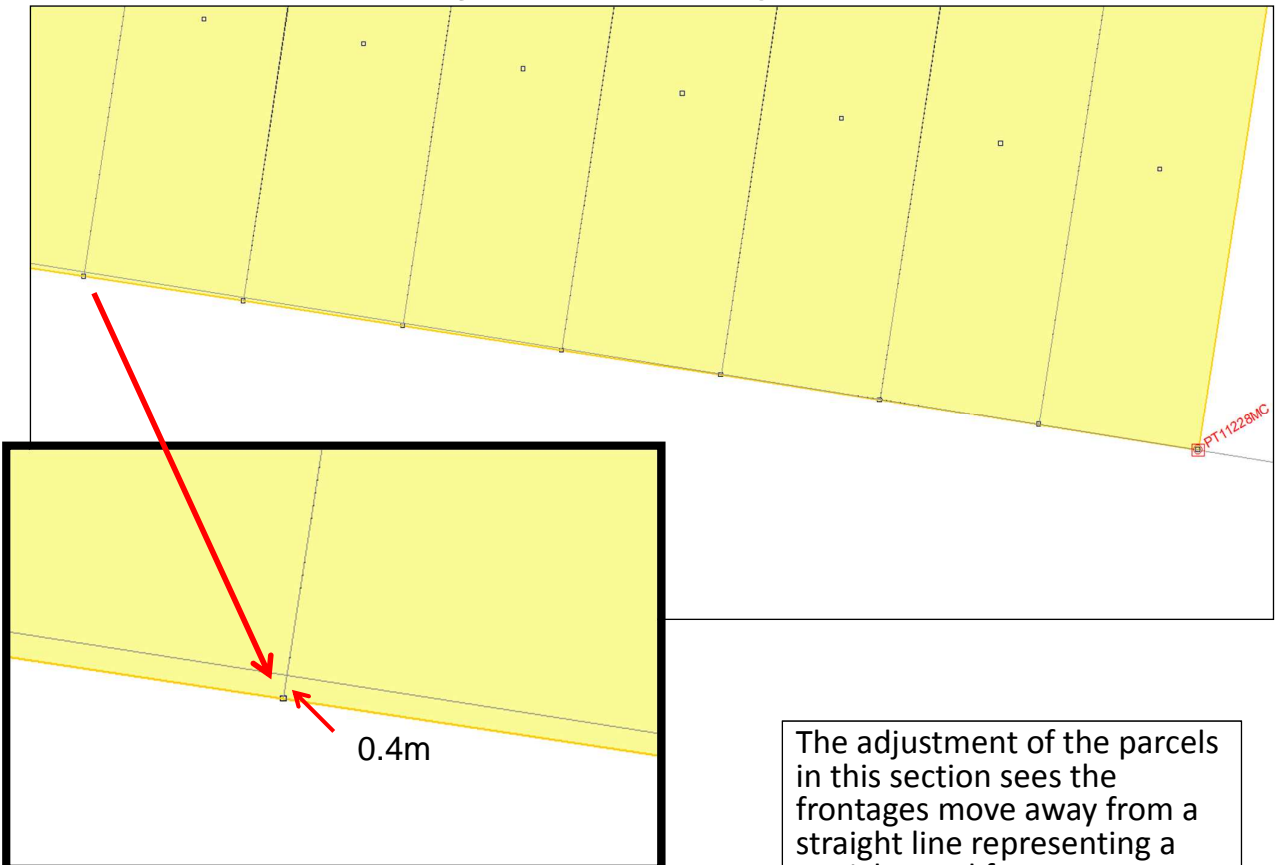 PT11228MC
0.4m
The adjustment of the parcels
in this section sees the
frontages move away from a
straight line representing a